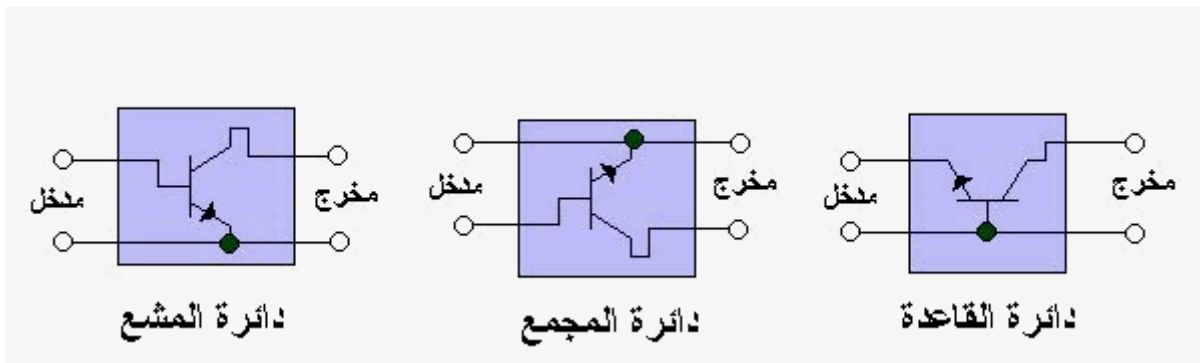 مدخل
مخرج
دائرة المشع
مدخل
مخرج
دائرة المجمع
مدخل
مخرج
دائرة القاعدة